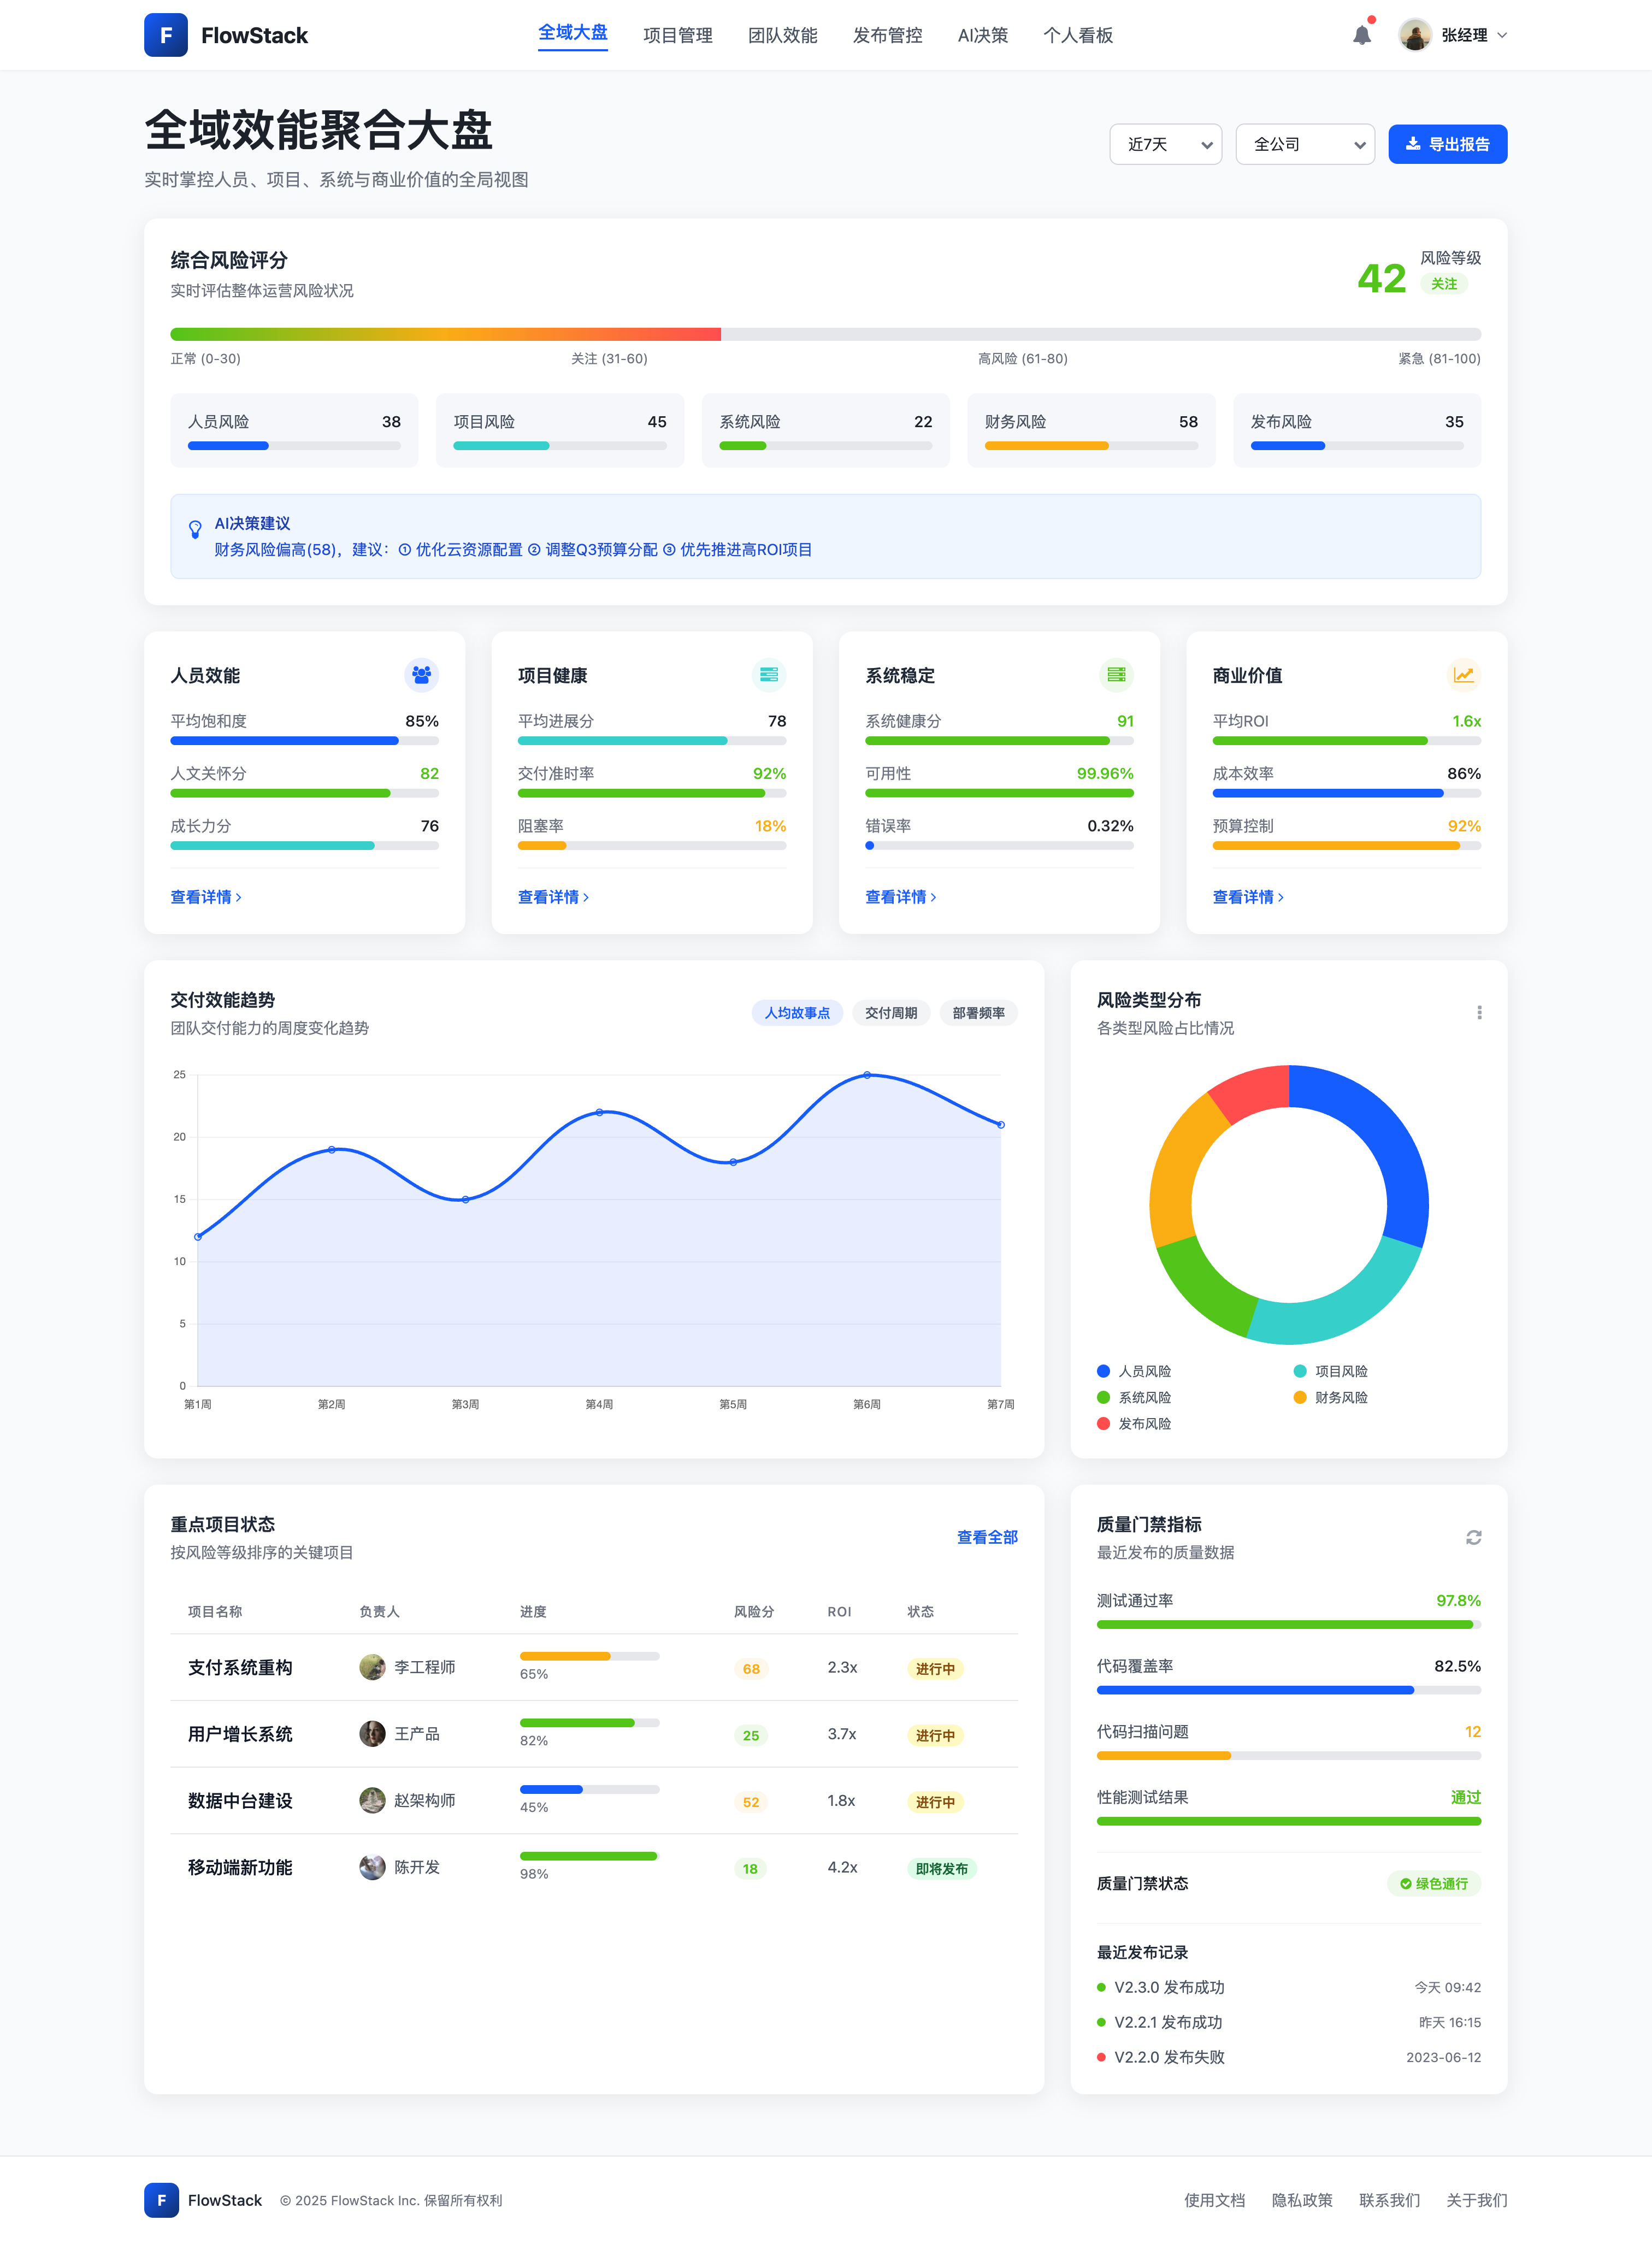 F FlowStack 全域大盘 项目管理 团队效能 发布管控 AI决策 个人看板 张经理
全域效能聚合大盘
实时掌控人员、项目、系统与商业价值的全局视图
近7天 全公司 导出报告
综合风险评分
实时评估整体运营风险状况
42 风险等级
关注
正常 (0-30) 关注 (31-60) 高风险 (61-80) 紧急 (81-100)
人员风险 38 项目风险 45 系统风险 22 财务风险 58 发布风险 35
AI决策建议
财务风险偏高(58)，建议：① 优化云资源配置 ② 调整Q3预算分配 ③ 优先推进高ROI项目
人员效能
平均饱和度 85%
人文关怀分 82
成长力分 76
查看详情
项目健康
平均进展分 78
交付准时率 92%
阻塞率 18%
查看详情
系统稳定
系统健康分 91
可用性 99.96%
错误率 0.32%
查看详情
商业价值
平均ROI 1.6x
成本效率 86%
预算控制 92%
查看详情
交付效能趋势
团队交付能力的周度变化趋势
人均故事点 交付周期 部署频率
25
20
15
10
5
0
第1周 第2周 第3周 第4周 第5周 第6周 第7周
风险类型分布
各类型风险占比情况
人员风险 项目风险
系统风险 财务风险
发布风险
重点项目状态
按风险等级排序的关键项目
查看全部
项目名称 负责人 进度 风险分 ROI 状态
支付系统重构 李工程师 65% 68 2.3x 进行中
用户增长系统 王产品 82% 25 3.7x 进行中
数据中台建设 赵架构师 45% 52 1.8x 进行中
移动端新功能 陈开发 98% 18 4.2x 即将发布
质量门禁指标
最近发布的质量数据
测试通过率 97.8%
代码覆盖率 82.5%
代码扫描问题 12
性能测试结果 通过
质量门禁状态 绿色通行
最近发布记录
V2.3.0 发布成功 今天 09:42
V2.2.1 发布成功 昨天 16:15
V2.2.0 发布失败 2023-06-12
F FlowStack © 2025 FlowStack Inc. 保留所有权利 使用文档 隐私政策 联系我们 关于我们